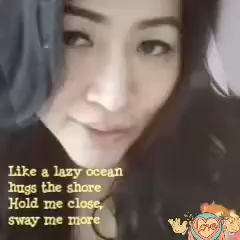 Like a lazy ocean
hugs the shore
Hold me close,
sway me more
Love